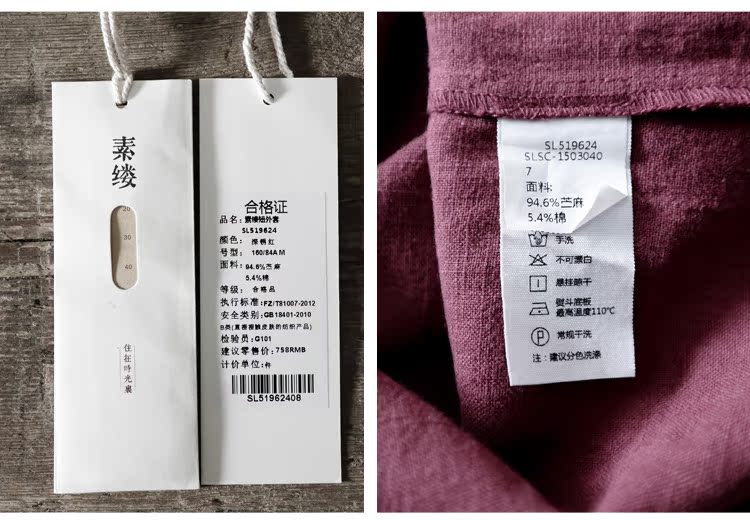 素缕
20
30
40
住在時光裏
合格证
品名：素缕短外套
SL519624
颜色：深锈红
号型：160/84A M
面料：94.6%苎麻
5.4%棉
等级：合格品
执行标准：FZ/T81007-2012
安全类别：GB18401-2010
B类(直接接触皮肤的纺织产品)
检验员：G101
建议零售价：758RMB
计价单位：件
SL51962408
SL519624
SLSC-1503040
7
面料：
94.6%苎麻
5.4%棉
手洗
不可漂白
悬挂晾干
熨斗底板
最高温度110℃
P 常规干洗
注：建议分色洗涤